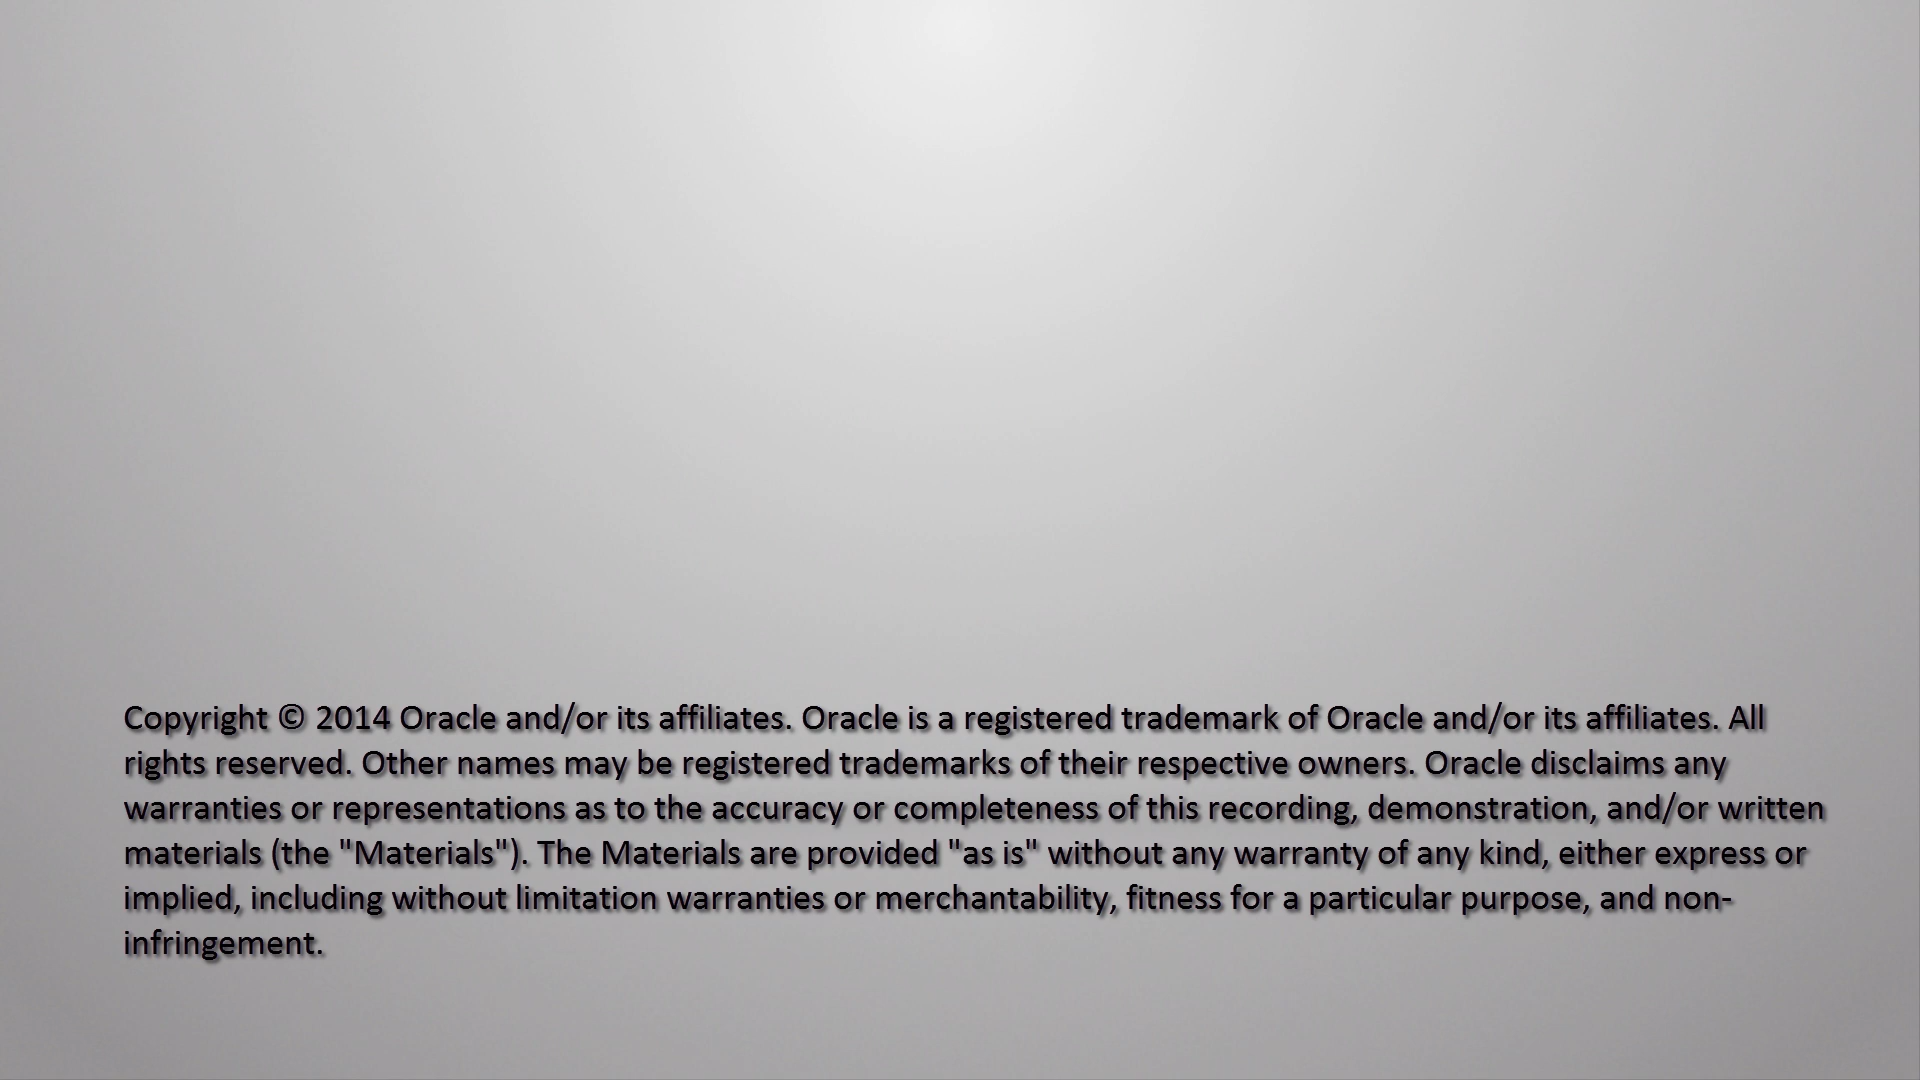 Copyright © 2014 Oracle and/or its affiliates. Oracle is a registered trademark of Oracle and/or its affiliates. All
rights reserved. Other names may be registered trademarks of their respective owners. Oracle disclaims any
warranties or representations as to the accuracy or completeness of this recording, demonstration, and/or written
materials (the "Materials"). The Materials are provided "as is" without any warranty of any kind, either express or
implied, including without limitation warranties or merchantability, fitness for a particular purpose, and non-
infringement.